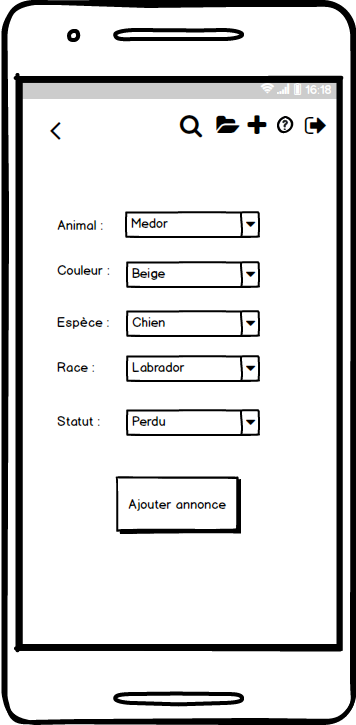 16:18
Animal : Medor
Couleur : Beige
Espèce : Chien
Race : Labrador
Statut : Perdu
Ajouter annonce